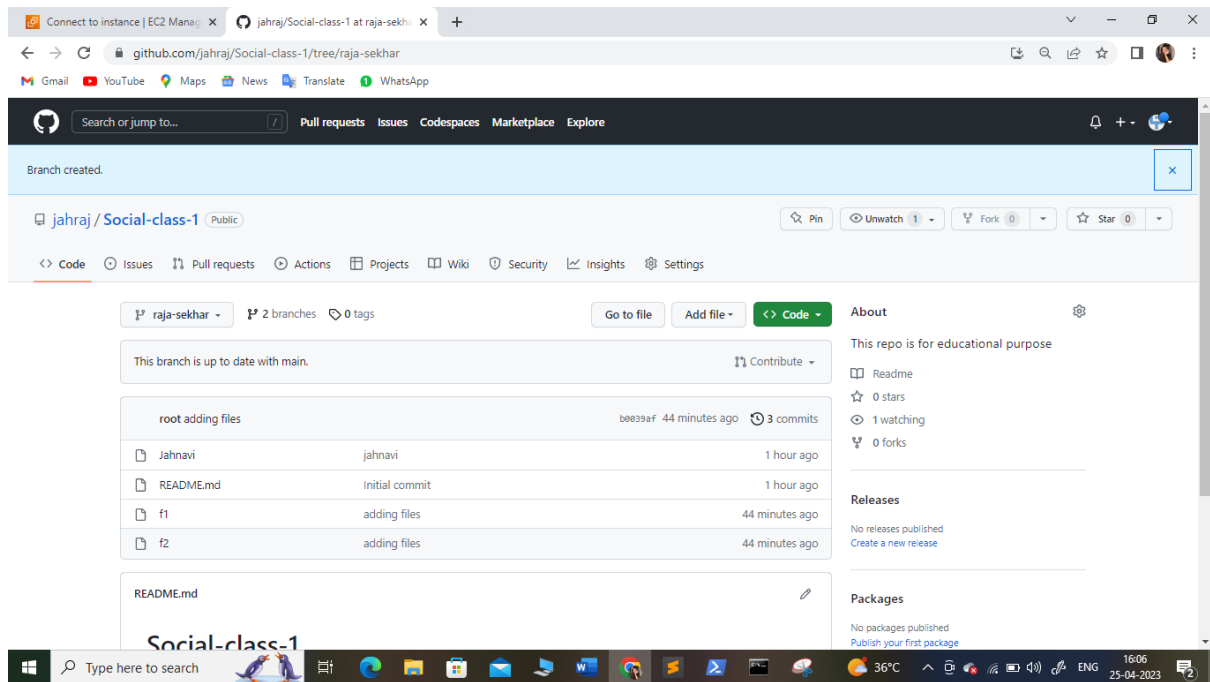 Connect to instance | EC2 Manag
jahraj/Social-class-1 at raja-sekha
github.com/jahraj/Social-class-1/tree/raja-sekhar
Gmail YouTube Maps News Translate WhatsApp
Search or jump to... / Pull requests Issues Codespaces Marketplace Explore
Branch created.
jahraj / Social-class-1 Public Pin Unwatch 1 Fork 0 Star 0
<> Code Issues Pull requests Actions Projects Wiki Security Insights Settings
raja-sekhar 2 branches 0 tags Go to file Add file <> Code
This branch is up to date with main. Contribute
root adding files b0039af 44 minutes ago 3 commits
Jahnavi jahnavi 1 hour ago
README.md Initial commit 1 hour ago
f1 adding files 44 minutes ago
f2 adding files 44 minutes ago
README.md
Social-class-1
About
This repo is for educational purpose
Readme
0 stars
1 watching
0 forks
Releases
No releases published
Create a new release
Packages
No packages published
Publish your first package
Type here to search 36°C ENG 16:06
25-04-2023 2